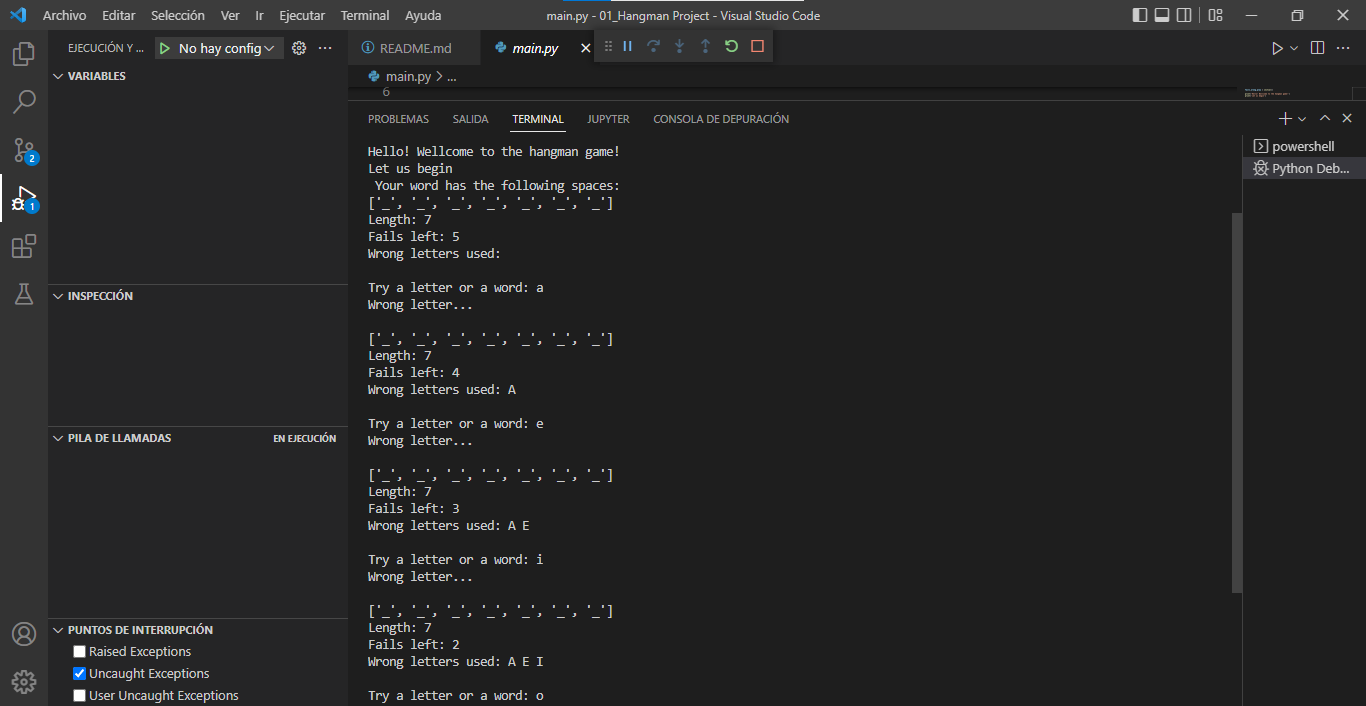 Archivo Editar Selección Ver Ir Ejecutar Terminal Ayuda
main.py - 01_Hangman Project - Visual Studio Code
EJECUCIÓN Y ...
No hay config
README.md
main.py
main.py > ...
6
VARIABLES
INSPECCIÓN
PILA DE LLAMADAS EN EJECUCIÓN
PUNTOS DE INTERRUPCIÓN
Raised Exceptions
Uncaught Exceptions
User Uncaught Exceptions
2
1
PROBLEMAS SALIDA TERMINAL JUPYTER CONSOLA DE DEPURACIÓN
Hello! Wellcome to the hangman game!
Let us begin
Your word has the following spaces:
['_', '_', '_', '_', '_', '_', '_']
Length: 7
Fails left: 5
Wrong letters used:
Try a letter or a word: a
Wrong letter...
['_', '_', '_', '_', '_', '_', '_']
Length: 7
Fails left: 4
Wrong letters used: A
Try a letter or a word: e
Wrong letter...
['_', '_', '_', '_', '_', '_', '_']
Length: 7
Fails left: 3
Wrong letters used: A E
Try a letter or a word: i
Wrong letter...
['_', '_', '_', '_', '_', '_', '_']
Length: 7
Fails left: 2
Wrong letters used: A E I
Try a letter or a word: o
powershell
Python Deb...